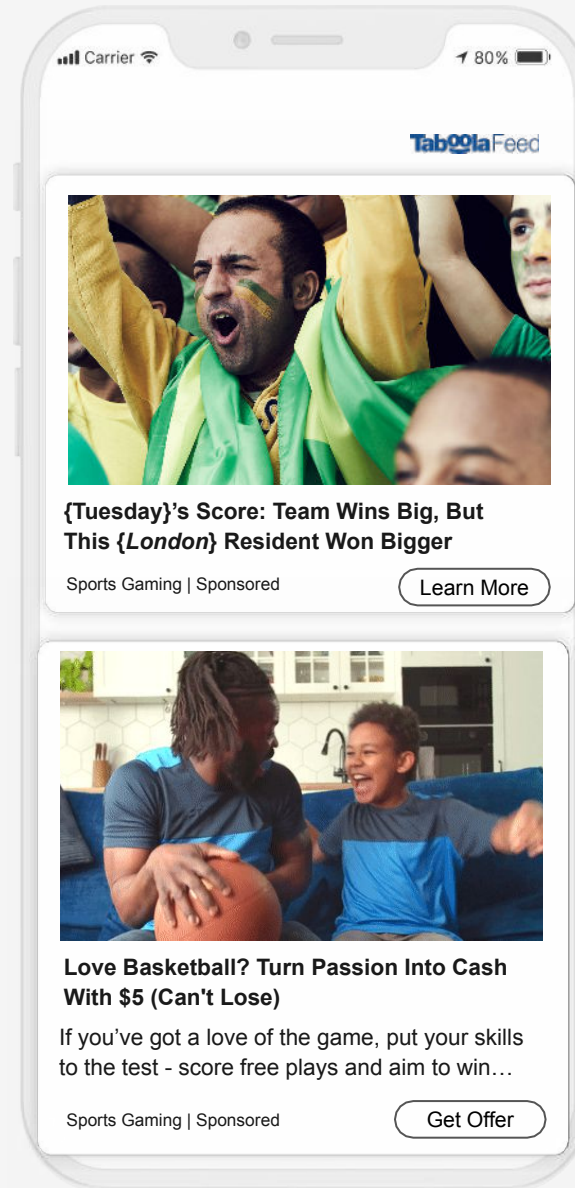 Carrier
80%
Taboola Feed
{Tuesday}’s Score: Team Wins Big, But
This {London} Resident Won Bigger
Sports Gaming | Sponsored
Learn More
Love Basketball? Turn Passion Into Cash
With $5 (Can't Lose)
If you’ve got a love of the game, put your skills
to the test - score free plays and aim to win…
Sports Gaming | Sponsored
Get Offer